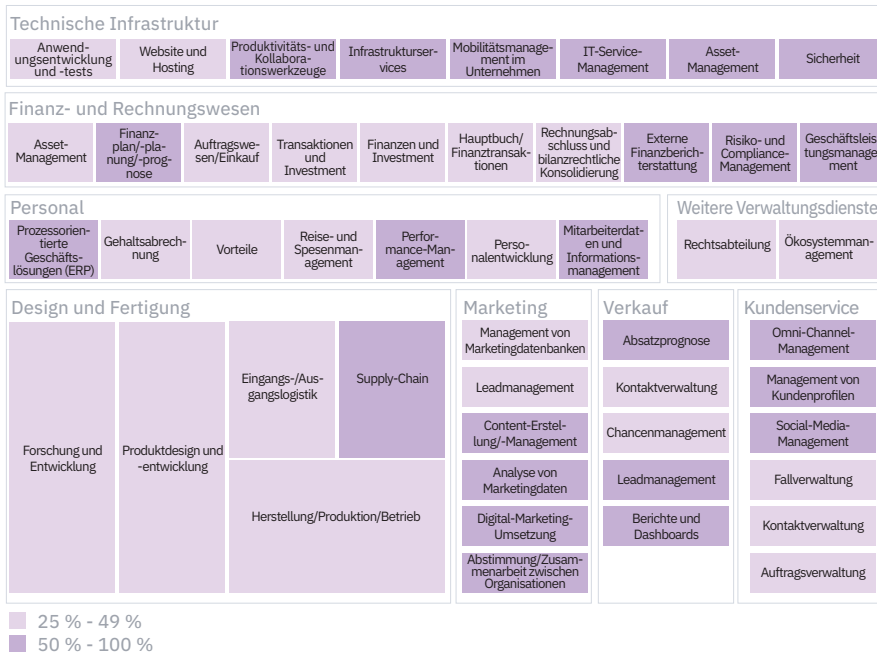 Technische Infrastruktur
Anwend-
ungsentwicklung
und -tests
Website und
Hosting
Produktivitäts- und
Kollabora-
tionswerkzeuge
Infrastrukturser-
vices
Mobilitätsmanage-
ment im
Unternehmen
IT-Service-
Management
Asset-
Management
Sicherheit
Finanz- und Rechnungswesen
Asset-
Management
Finanz-
plan/-pla-
nung/-prog-
nose
Auftragswe-
sen/Einkauf
Transaktionen
und
Investment
Finanzen und
Investment
Hauptbuch/
Finanztransak-
tionen
Rechnungsab-
schluss und
bilanzrechtliche
Konsolidierung
Externe
Finanzberich-
terstattung
Risiko- und
Compliance-
Management
Geschäftsleis
tungsmanage
ment
Personal
Prozessorien-
tierte
Geschäfts-
lösungen (ERP)
Gehaltsabrech-
nung
Vorteile
Reise- und
Spesenman-
agement
Perfor-
mance-Man-
agement
Perso-
nalentwicklung
Mitarbeiterdat-
en und
Informations-
management
Weitere Verwaltungsdienste
Rechtsabteilung
Ökosystemman-
agement
Design und Fertigung
Forschung und
Entwicklung
Produktdesign und
-entwicklung
Eingangs-/Aus-
gangslogistik
Supply-Chain
Herstellung/Produktion/Betrieb
Marketing
Management von
Marketingdatenbanken
Leadmanagement
Content-Erstel-
lung/-Management
Analyse von
Marketingdaten
Digital-Marketing-
Umsetzung
Abstimmung/Zusam-
menarbeit zwischen
Organisationen
Verkauf
Absatzprognose
Kontaktverwaltung
Chancenmanagement
Leadmanagement
Berichte und
Dashboards
Kundenservice
Omni-Channel-
Management
Management von
Kundenprofilen
Social-Media-
Management
Fallverwaltung
Kontaktverwaltung
Auftragsverwaltung
25 % - 49 %
50 % - 100 %